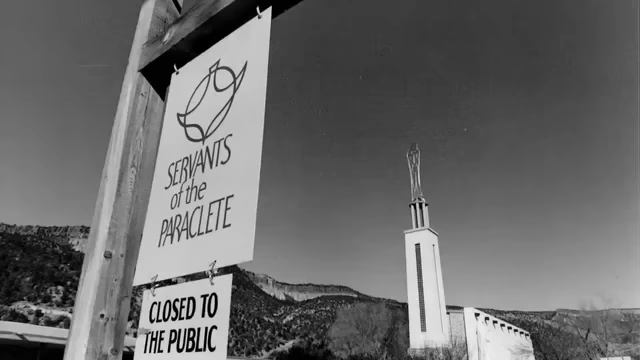 SERVANTS
of the
PARACLETE
CLOSED TO
THE PUBLIC